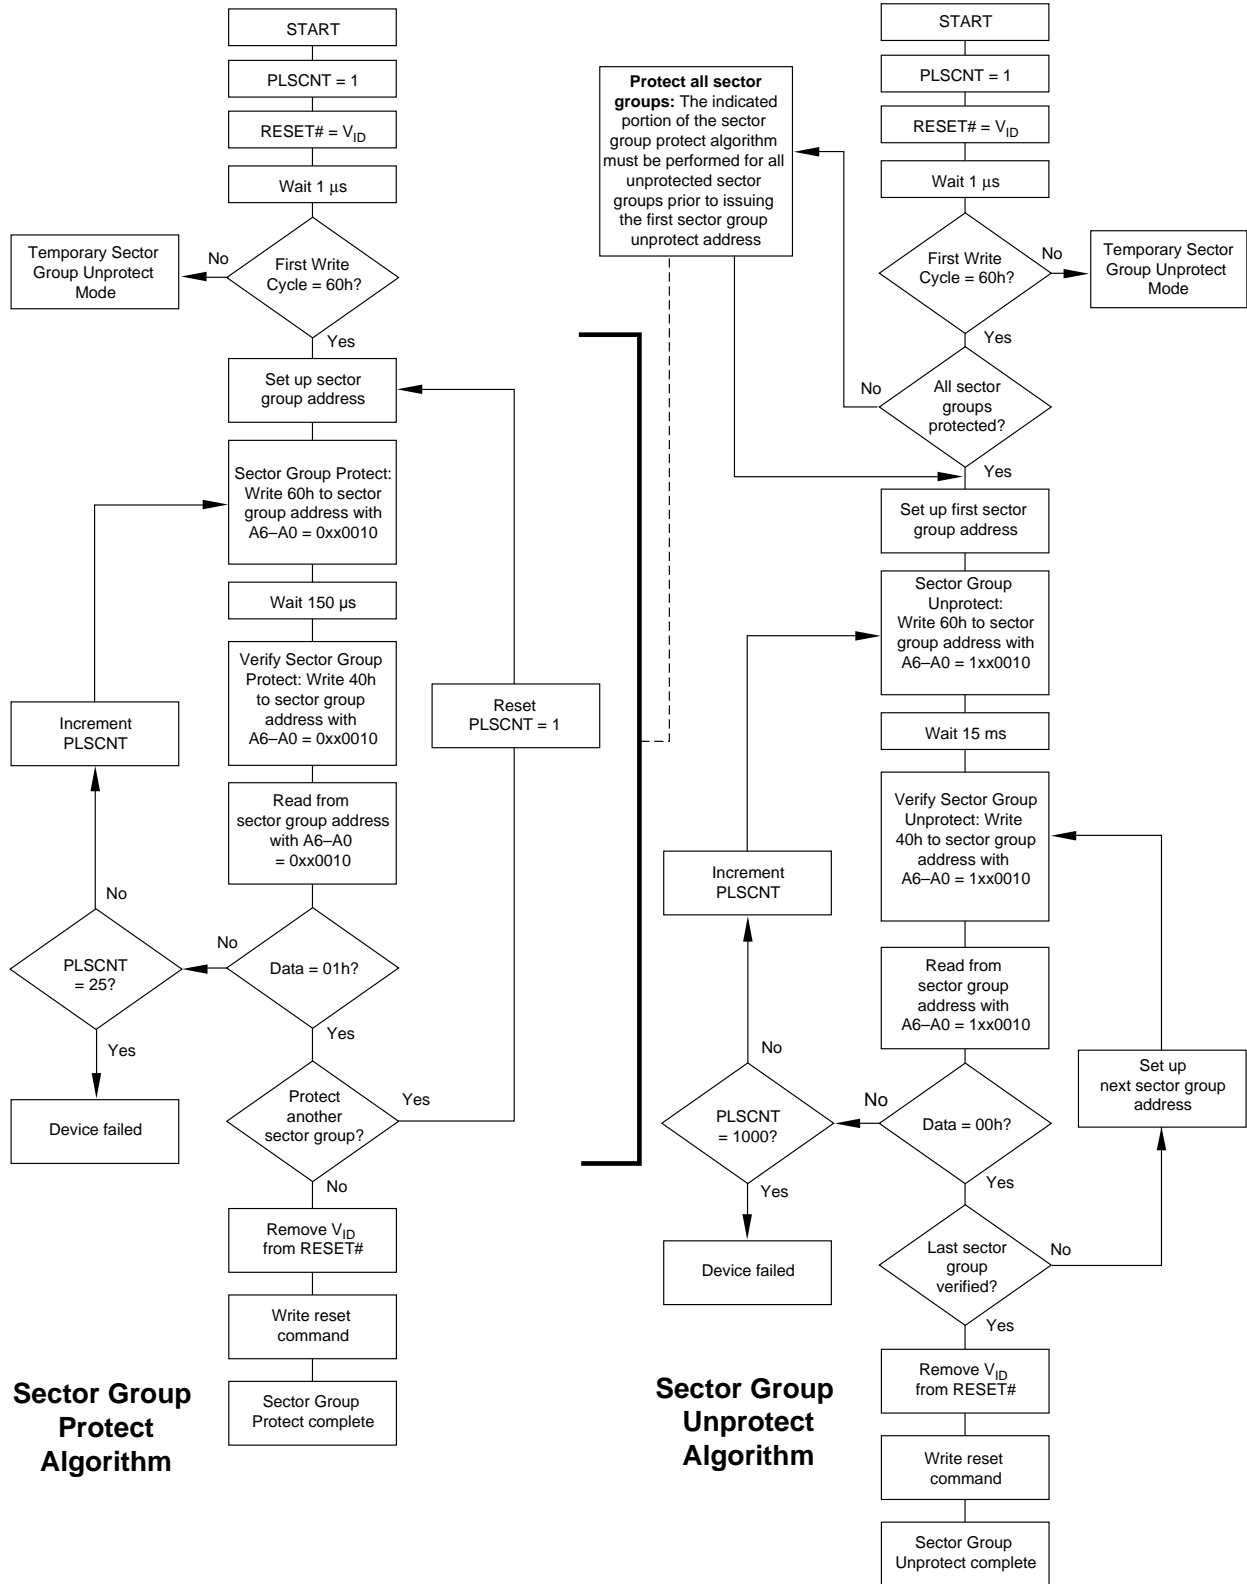 START
PLSCNT = 1
RESET# = VID
Wait 1 μs
First Write
Cycle = 60h?
No
Temporary Sector
Group Unprotect
Mode
Yes
Set up sector
group address
Sector Group Protect:
Write 60h to sector
group address with
A6–A0 = 0xx0010
Wait 150 µs
Verify Sector Group
Protect: Write 40h
to sector group
address with
A6–A0 = 0xx0010
Increment
PLSCNT
Reset
PLSCNT = 1
Read from
sector group address
with A6–A0
= 0xx0010
No
No
PLSCNT
= 25?
Data = 01h?
Yes
Yes
Device failed
Protect
another
sector group?
Yes
No
Remove VID
from RESET#
Write reset
command
Sector Group
Protect complete
Sector Group
Protect
Algorithm
Protect all sector
groups: The indicated
portion of the sector
group protect algorithm
must be performed for all
unprotected sector
groups prior to issuing
the first sector group
unprotect address
START
PLSCNT = 1
RESET# = VID
Wait 1 μs
First Write
Cycle = 60h?
No
Temporary Sector
Group Unprotect
Mode
Yes
No
All sector
groups
protected?
Yes
Set up first sector
group address
Sector Group
Unprotect:
Write 60h to sector
group address with
A6–A0 = 1xx0010
Wait 15 ms
Verify Sector Group
Unprotect: Write
40h to sector group
address with
A6–A0 = 1xx0010
Increment
PLSCNT
Read from
sector group
address with
A6–A0 = 1xx0010
No
Set up
next sector group
address
No
PLSCNT
= 1000?
Data = 00h?
Yes
Yes
Device failed
Last sector
group
verified?
No
Yes
Remove VID
from RESET#
Write reset
command
Sector Group
Unprotect complete
Sector Group
Unprotect
Algorithm